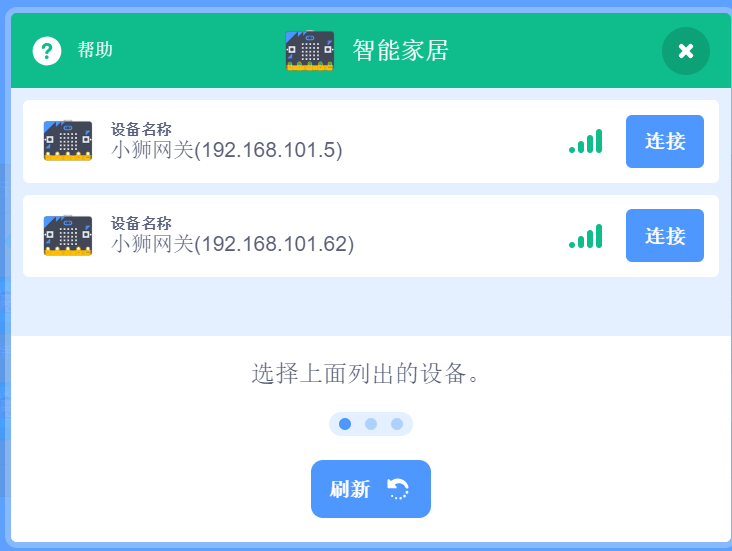 帮助
智能家居
设备名称
小狮网关(192.168.101.5)
连接
设备名称
小狮网关(192.168.101.62)
连接
选择上面列出的设备。
刷新